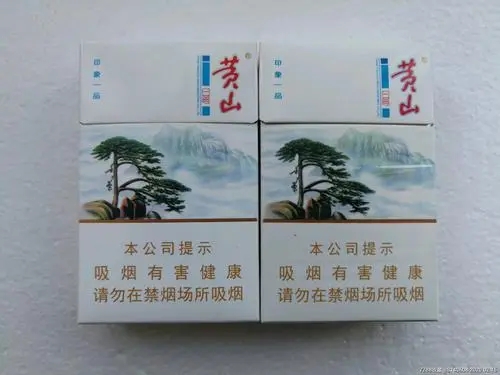 黄山
印象一品
本公司提示
吸烟有害健康
请勿在禁烟场所吸烟
黄山
印象一品
本公司提示
吸烟有害健康
请勿在禁烟场所吸烟